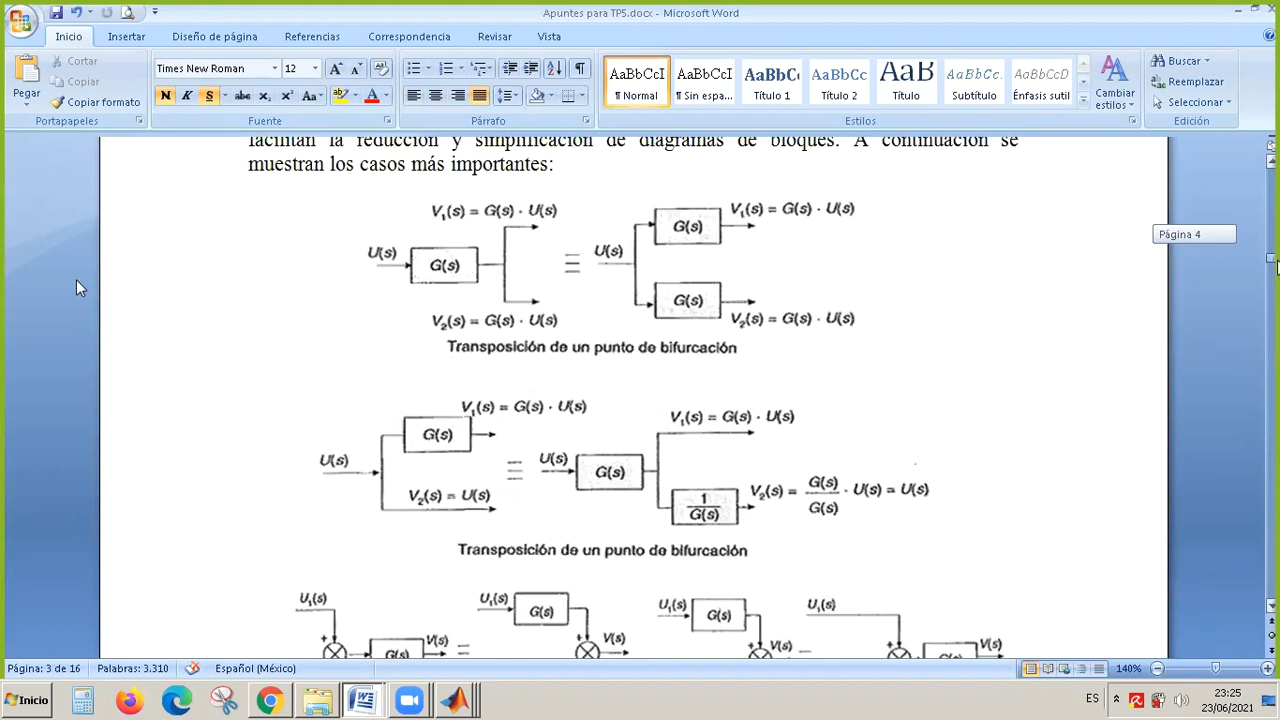 Apuntes para TP5.docx - Microsoft Word
Inicio Insertar Diseño de página Referencias Correspondencia Revisar Vista
Pegar
Cortar
Copiar
Copiar formato
Portapapeles
Times New Roman 12
N K S abc x₂ x² Aa
Fuente
Párrafo
AaBbCcI AaBbCcI AaBbC AaBbCc AaB AaBbCc. AaBbCcD
¶ Normal ¶ Sin espa... Título 1 Título 2 Título Subtítulo Énfasis sutil
Cambiar estilos
Estilos
Buscar
Reemplazar
Seleccionar
Edición
facilitan la reducción y simplificación de diagramas de bloques. A continuación se
muestran los casos más importantes:
V₁(s) = G(s) · U(s) V₁(s) = G(s) · U(s)
G(s)
U(s) G(s) = U(s)
G(s)
V₂(s) = G(s) · U(s) V₂(s) = G(s) · U(s)
Transposición de un punto de bifurcación
V₁(s) = G(s) · U(s) V₁(s) = G(s) · U(s)
G(s)
U(s) = U(s) G(s)
V₂(s) = U(s) 1/G(s) V₂(s) = G(s)/G(s) · U(s) = U(s)
Transposición de un punto de bifurcación
U₁(s) U₁(s) G(s) U₁(s) G(s) U₁(s)
+ G(s) V(s) = + V(s) + V(s) + V(s)
Página 4
Página: 3 de 16 Palabras: 3.310 Español (México) 140%
Inicio ES 23:25
23/06/2021